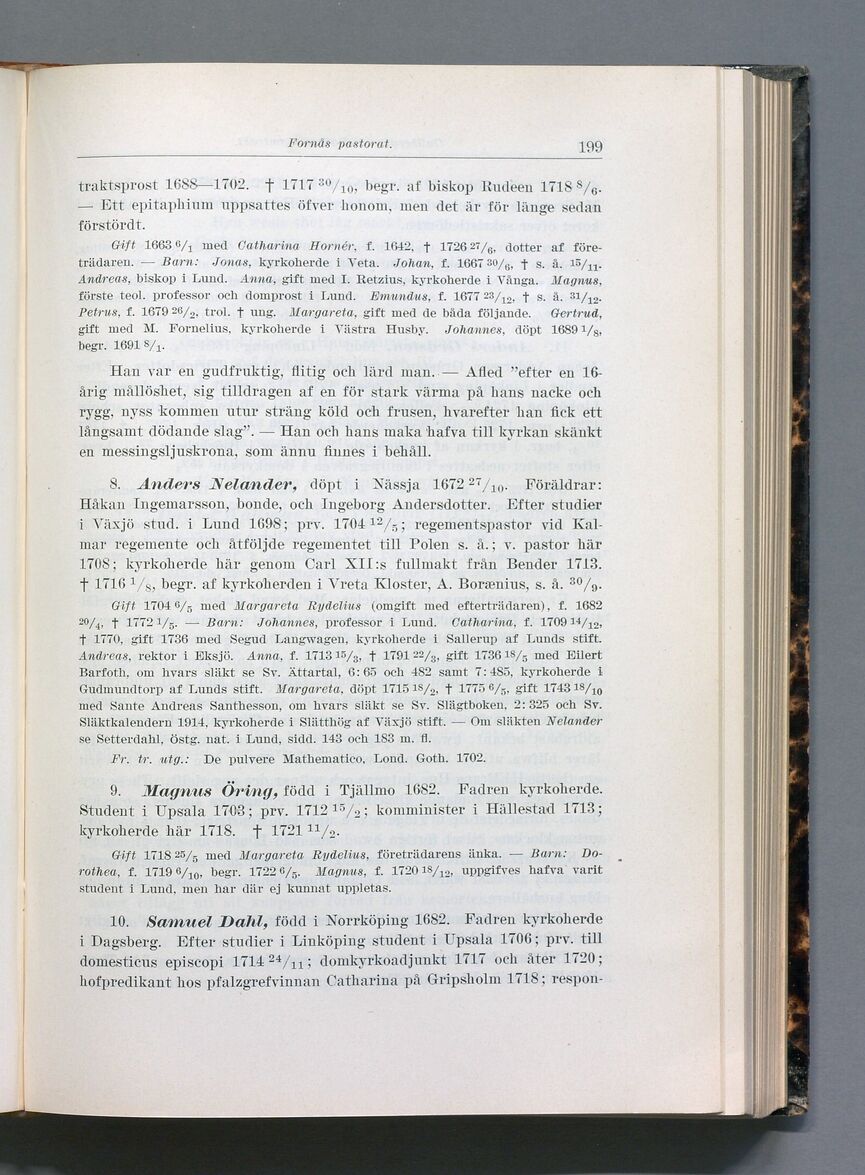 Fornås pastorat. 199
traktsprost 1688—1702. † 1717 30/10, begr. af biskop Rudeen 1718 8/6.
— Ett epitaphium uppsattes öfver honom, men det är för länge sedan
förstördt.
Gift 1663 6/1 med Catharina Hornér, f. 1642, † 1726 27/6, dotter af före-
trädaren. — Barn: Jonas, kyrkoherde i Veta. Johan, f. 1667 30/6, † s. å. 15/11.
Andreas, biskop i Lund. Anna, gift med I. Retzius, kyrkoherde i Vånga. Magnus,
förste teol. professor och domprost i Lund. Emundus, f. 1677 23/12, † s. å. 31/12.
Petrus, f. 1679 26/2, trol. † ung. Margareta, gift med de båda följande. Gertrud,
gift med M. Fornelius, kyrkoherde i Västra Husby. Johannes, döpt 1689 1/8,
begr. 1691 8/1.
Han var en gudfruktig, flitig och lärd man. — Afled ”efter en 16-
årig mållöshet, sig tilldragen af en för stark värma på hans nacke och
rygg, nyss kommen utur sträng köld och frusen, hvarefter han fick ett
långsamt dödande slag”. — Han och hans maka hafva till kyrkan skänkt
en messingsljuskrona, som ännu finnes i behåll.
8. Anders Nelander, döpt i Nässja 1672 27/10. Föräldrar:
Håkan Ingemarsson, bonde, och Ingeborg Andersdotter. Efter studier
i Växjö stud. i Lund 1698; prv. 1704 12/5; regementspastor vid Kal-
mar regemente och åtföljde regementet till Polen s. å.; v. pastor här
1708; kyrkoherde här genom Carl XII:s fullmakt från Bender 1713.
† 1716 1/8, begr. af kyrkoherden i Vreta Kloster, A. Boræenius, s. å. 30/9.
Gift 1704 6/5 med Margareta Rydelius (omgift med efterträdaren), f. 1682
20/4, † 1772 1/5. — Barn: Johannes, professor i Lund. Catharina, f. 1709 14/12,
† 1770, gift 1736 med Segud Langwagen, kyrkoherde i Sallerup af Lunds stift.
Andreas, rektor i Eksjö. Anna, f. 1713 15/3, † 1791 22/3, gift 1736 18/5 med Eilert
Barfoth, om hvars släkt se Sv. Ättartal, 6: 65 och 482 samt 7: 485, kyrkoherde i
Gudmundtorp af Lunds stift. Margareta, döpt 1715 18/2, † 1775 6/5, gift 1743 18/10
med Sante Andreas Santhesson, om hvars släkt se Sv. Slägtboken, 2: 325 och Sv.
Släktkalendern 1914, kyrkoherde i Slätthög af Växjö stift. — Om släkten Nelander
se Setterdahl, östg. nat. i Lund, sidd. 143 och 183 m. fl.
Fr. tr. utg.: De pulvere Mathematico, Lond. Goth. 1702.
9. Magnus Öring, född i Tjällmo 1682. Fadren kyrkoherde.
Student i Upsala 1703; prv. 1712 15/2; komminister i Hällestad 1713;
kyrkoherde här 1718. † 1721 11/2.
Gift 1718 25/5 med Margareta Rydelius, företrädarens änka. — Barn: Do-
rothea, f. 1719 6/10, begr. 1722 6/5. Magnus, f. 1720 18/12, uppgifves hafva varit
student i Lund, men har där ej kunnat uppletas.
10. Samuel Dahl, född i Norrköping 1682. Fadren kyrkoherde
i Dagsberg. Efter studier i Linköping student i Upsala 1706; prv. till
domesticus episcopi 1714 24/11; domkyrkoadjunkt 1717 och åter 1720;
hofpredikant hos pfalzgrefvinnan Catharina på Gripsholm 1718; respon-